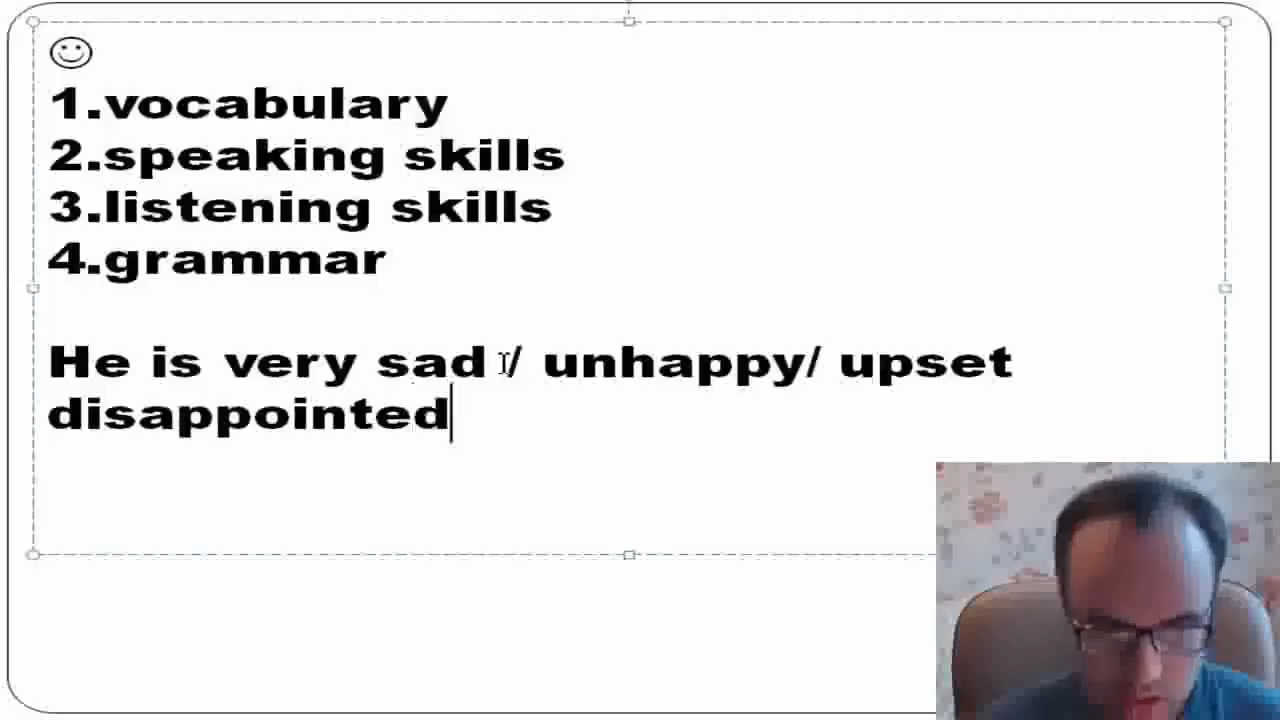 1.vocabulary
2.speaking skills
3.listening skills
4.grammar
He is very sad / unhappy/ upset
disappointed